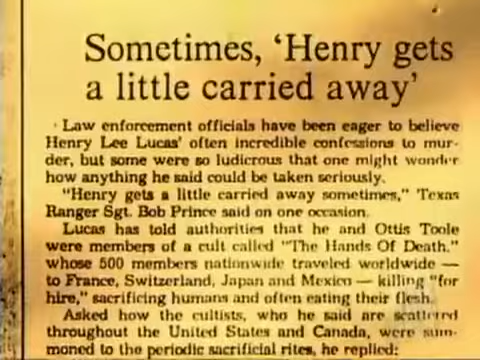 Sometimes, 'Henry gets
a little carried away'
Law enforcement officials have been eager to believe
Henry Lee Lucas' often incredible confessions to mur-
der, but some were so ludicrous that one might wonder
how anything he said could be taken seriously.
"Henry gets a little carried away sometimes," Texas
Ranger Sgt. Bob Prince said on one occasion.
Lucas has told authorities that he and Ottis Toole
were members of a cult called "The Hands Of Death."
whose 500 members nationwide traveled worldwide —
to France, Switzerland, Japan and Mexico — killing "for
hire," sacrificing humans and often eating their flesh.
Asked how the cultists, who he said are scattered
throughout the United States and Canada, were sum-
moned to the periodic sacrificial rites, he replied: